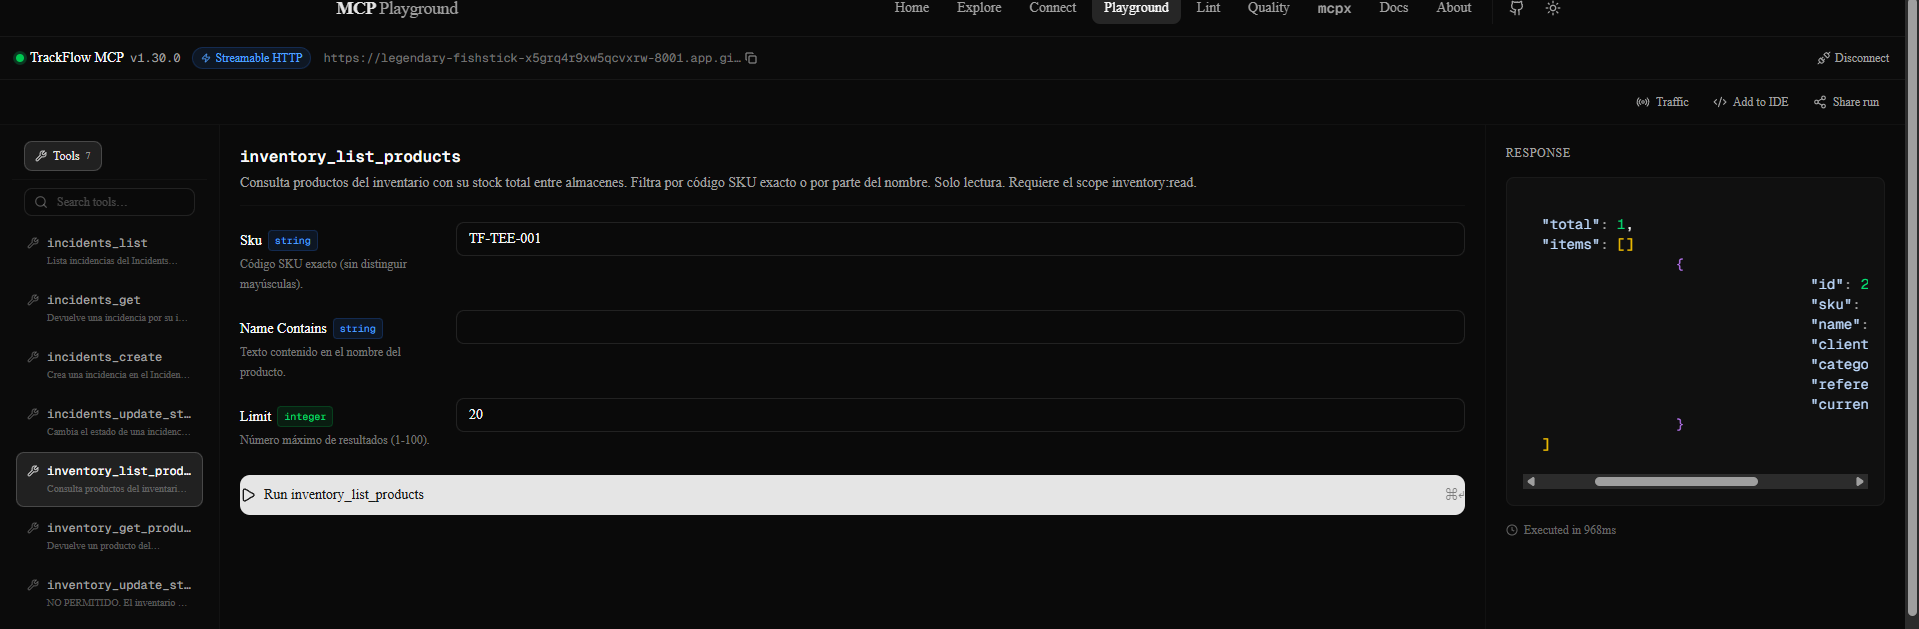 MCP Playground
Home Explore Connect Playground Lint Quality mcpx Docs About
TrackFlow MCP v1.30.0 Streamable HTTP https://legendary-fishstick-x5grq4r9xw5qcvxrw-8001.app.gi… Disconnect
Traffic Add to IDE Share run
Tools 7
Search tools…
incidents_list
Lista incidencias del Incidents…
incidents_get
Devuelve una incidencia por su i…
incidents_create
Crea una incidencia en el Inciden…
incidents_update_st…
Cambia el estado de una incidenc…
inventory_list_prod…
Consulta productos del inventari…
inventory_get_produ…
Devuelve un producto del…
inventory_update_st…
NO PERMITIDO. El inventario …
inventory_list_products
Consulta productos del inventario con su stock total entre almacenes. Filtra por código SKU exacto o por parte del nombre. Solo lectura. Requiere el scope inventory:read.
Sku string
Código SKU exacto (sin distinguir
mayúsculas).
TF-TEE-001
Name Contains string
Texto contenido en el nombre del
producto.
Limit integer
Número máximo de resultados (1-100).
20
Run inventory_list_products ⌘↵
RESPONSE
"total": 1,
"items": []
{
"id": 2
"sku":
"name":
"client
"catego
"refere
"curren
}
]
Executed in 968ms